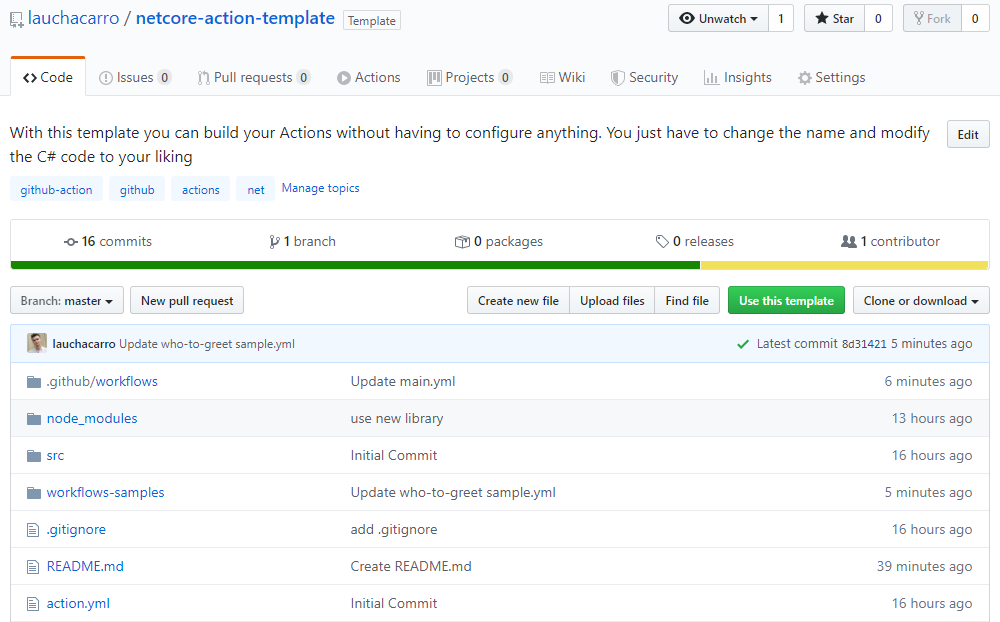 lauchacarro / netcore-action-template Template Unwatch 1 Star 0 Fork 0
Code Issues 0 Pull requests 0 Actions Projects 0 Wiki Security Insights Settings
With this template you can build your Actions without having to configure anything. You just have to change the name and modify Edit
the C# code to your liking
github-action github actions net Manage topics
16 commits 1 branch 0 packages 0 releases 1 contributor
Branch: master New pull request Create new file Upload files Find file Use this template Clone or download
lauchacarro Update who-to-greet sample.yml Latest commit 8d31421 5 minutes ago
.github/workflows Update main.yml 6 minutes ago
node_modules use new library 13 hours ago
src Initial Commit 16 hours ago
workflows-samples Update who-to-greet sample.yml 5 minutes ago
.gitignore add .gitignore 16 hours ago
README.md Create README.md 39 minutes ago
action.yml Initial Commit 16 hours ago